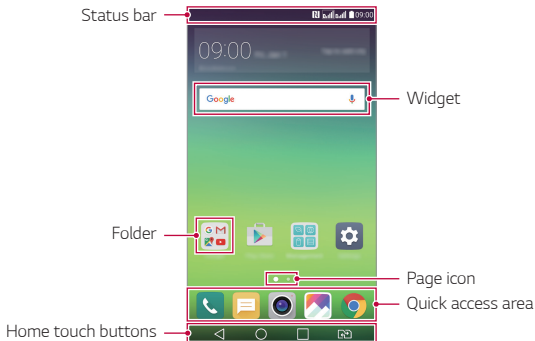 Status bar
09:00
09:00
Google
Widget
Folder
Page icon
Quick access area
Home touch buttons